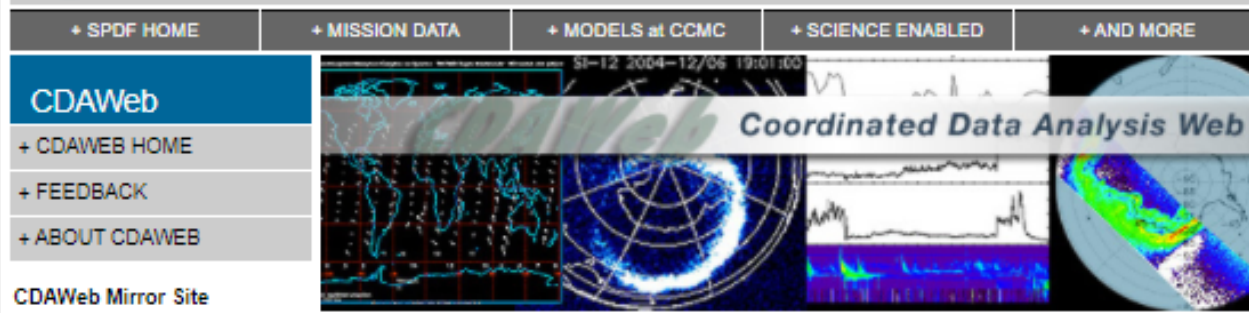 + SPDF HOME
+ MISSION DATA
+ MODELS at CCMC
+ SCIENCE ENABLED
+ AND MORE
CDAWeb
+ CDAWEB HOME
+ FEEDBACK
+ ABOUT CDAWEB
CDAWeb Mirror Site
SI-12 2004-12/06 19:01:00
CDAWeb
Coordinated Data Analysis Web